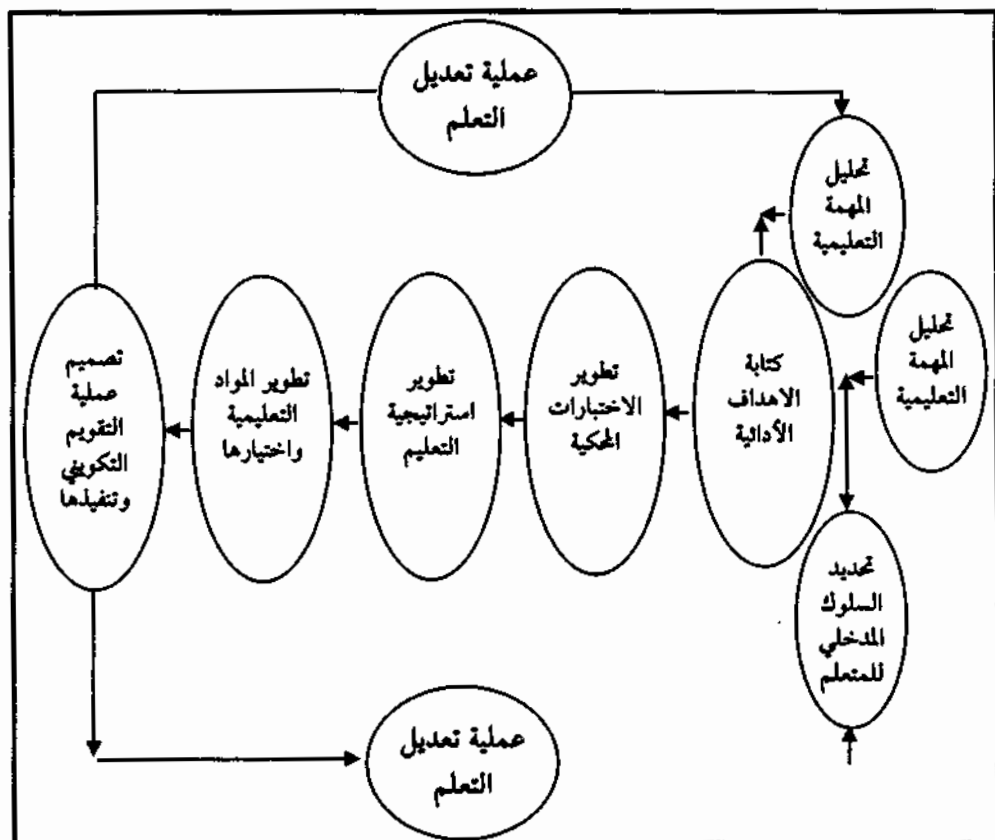 عملية تعديل
التعلم
تحليل
المهمة
التعليمية
تحليل
المهمة
التعليمية
كتابة
الاهداف
الأدائية
تطوير
الاختبارات
المحكية
تطوير
استراتيجية
التعليم
تطوير المواد
التعليمية
واختيارها
تصميم
عملية
التقويم
التكويني
وتنفيذها
تحديد
السلوك
المدخلي
للمتعلم
عملية تعديل
التعلم